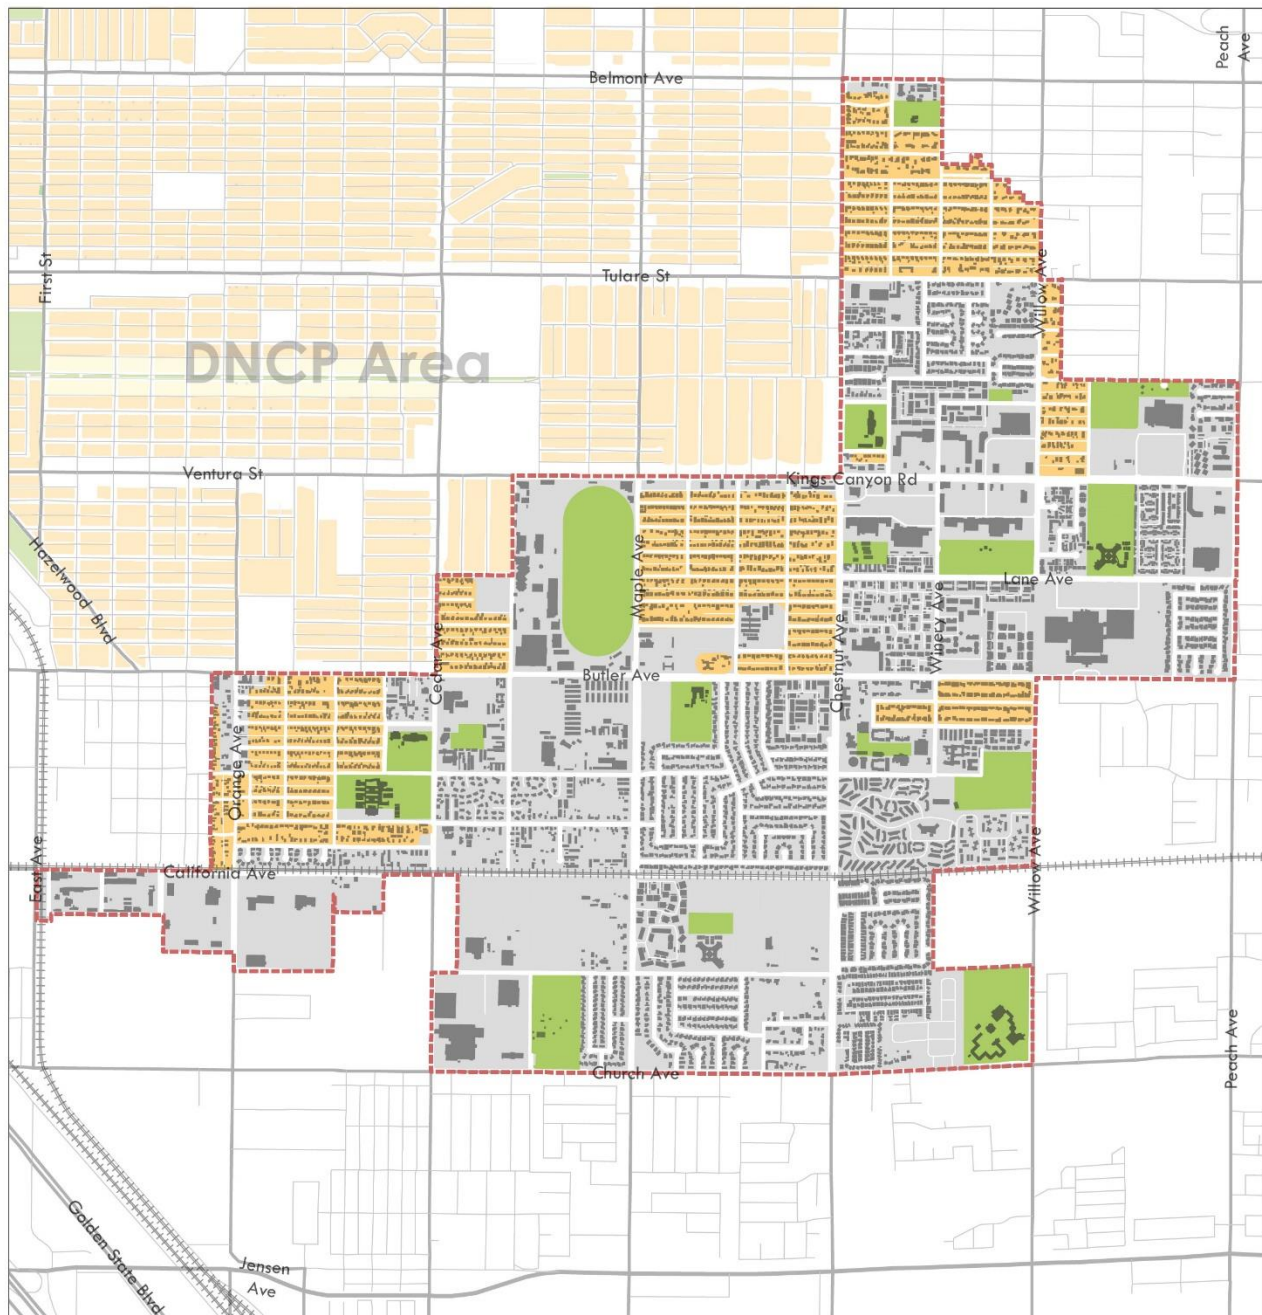 Peach
Ave
Belmont Ave
First St
Tulare St
Willow Ave
DNCP Area
Ventura St
Kings Canyon Rd
Hazelwood Blvd
Maple Ave
Lane Ave
Winery Ave
Cedar Ave
Butler Ave
Chestnut Ave
Orange Ave
East Ave
California Ave
Willow Ave
Church Ave
Peach Ave
Golden State Blvd
Jensen
Ave